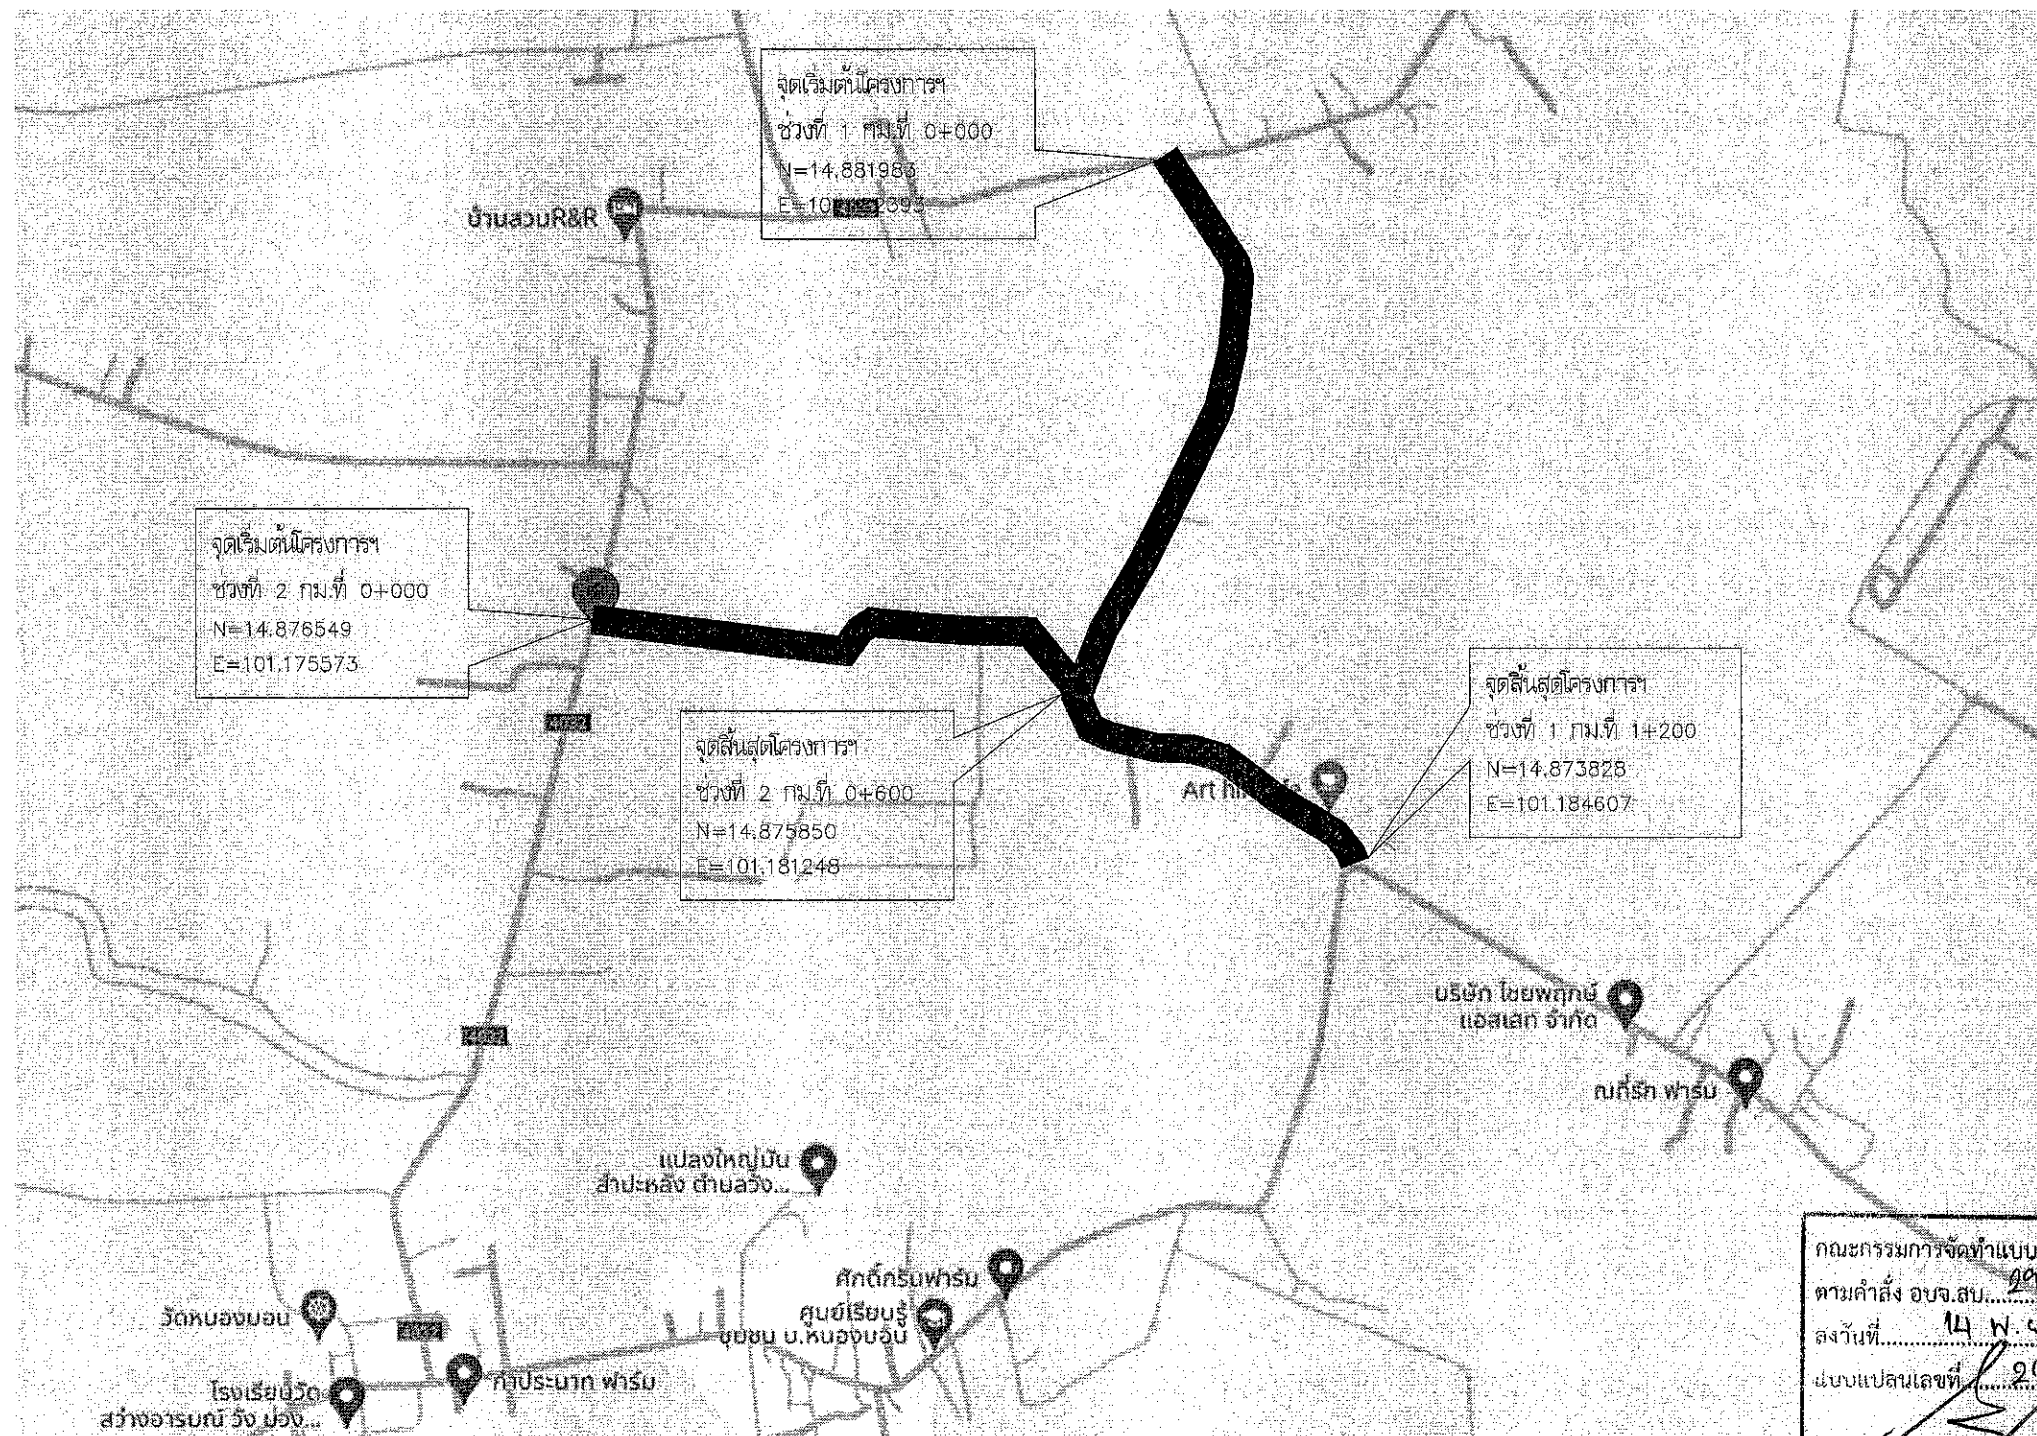 จุดเริ่มต้นโครงการฯ
ช่วงที่ 1 กม.ที่ 0+000
N=14.881983
บ้านสวนR&R
จุดเริ่มต้นโครงการฯ
ช่วงที่ 2 กม.ที่ 0+000
N=14.876549
E=101.175573
จุดสิ้นสุดโครงการฯ
ช่วงที่ 2 กม.ที่ 0+600
N=14.875850
E=101.181248
จุดสิ้นสุดโครงการฯ
ช่วงที่ 1 กม.ที่ 1+200
N=14.873828
E=101.184607
Art
บริษัท ไชยพฤกษ์
แอสเสท จำกัด
ณที่รัก ฟาร์ม
แปลงใหญ่มัน
สำปะหลัง ตำบลวัง...
ศักดิ์กรีนฟาร์ม
ศูนย์เรียนรู้
ชุมชน บ.หนองบอน
วัดหนองบอน
กำประมาท ฟาร์ม
โรงเรียนวัด
สว่างอารมณ์ วัง ม่วง...
คณะกรรมการจัดทำแบบ
ตามคำสั่ง อบจ.สบ.
ลงวันที่ 14 พ.
แบบแปลนเลขที่